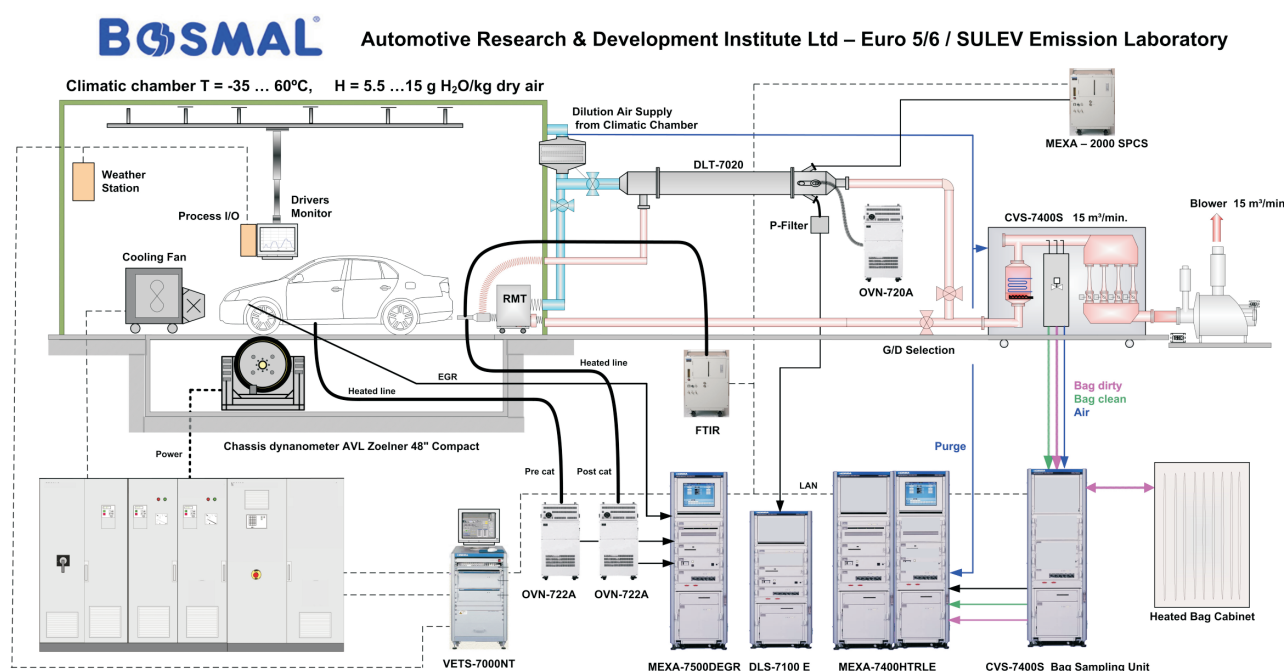 BOSMAL
Automotive Research & Development Institute Ltd – Euro 5/6 / SULEV Emission Laboratory
Climatic chamber T = -35 … 60ºC, H = 5.5 …15 g H₂O/kg dry air
Dilution Air Supply
from Climatic Chamber
MEXA – 2000 SPCS
DLT-7020
Weather
Station
Drivers
Monitor
Process I/O
P-Filter
CVS-7400S 15 m³/min.
Blower 15 m³/min
Cooling Fan
OVN-720A
RMT
G/D Selection
Heated line
EGR
Heated line
FTIR
Bag dirty
Bag clean
Air
Chassis dynanometer AVL Zoelner 48" Compact
Power
Purge
Pre cat
Post cat
LAN
OVN-722A
OVN-722A
Heated Bag Cabinet
VETS-7000NT
MEXA-7500DEGR
DLS-7100 E
MEXA-7400HTRLE
CVS-7400S Bag Sampling Unit